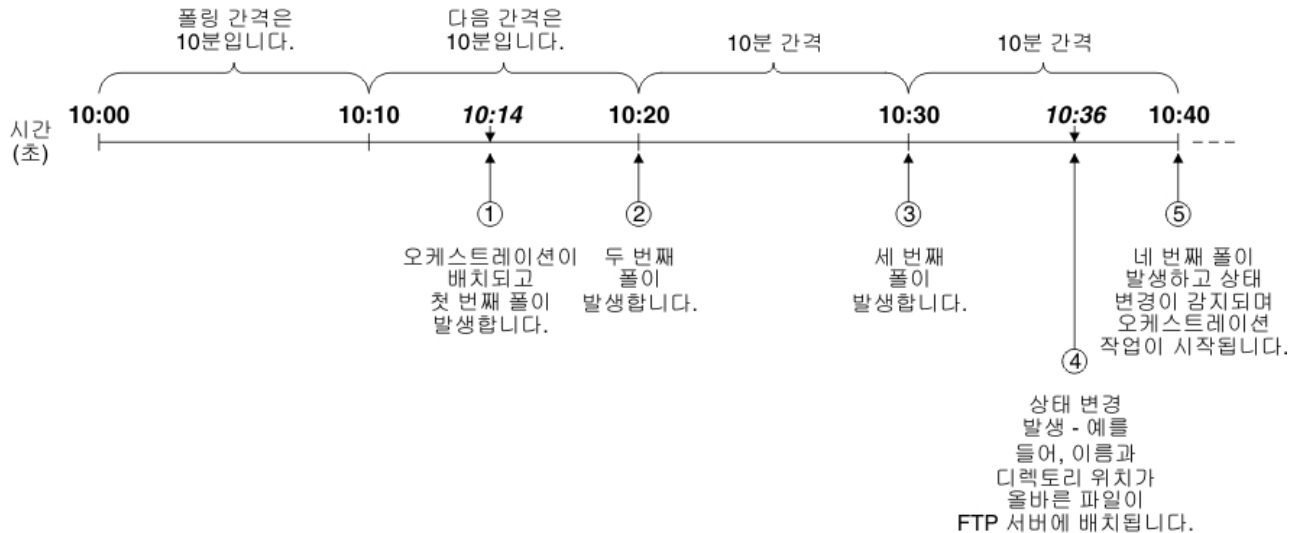 폴링 간격은
10분입니다.
다음 간격은
10분입니다.
10분 간격
10분 간격
10:00
10:10
10:14
10:20
10:30
10:36
10:40
시간
(초)
①
②
③
⑤
오케스트레이션이
배치되고
첫 번째 폴이
발생합니다.
두 번째
폴이
발생합니다.
세 번째
폴이
발생합니다.
네 번째 폴이
발생하고 상태
변경이 감지되며
오케스트레이션
작업이 시작됩니다.
④
상태 변경
발생 - 예를
들어, 이름과
디렉토리 위치가
올바른 파일이
FTP 서버에 배치됩니다.